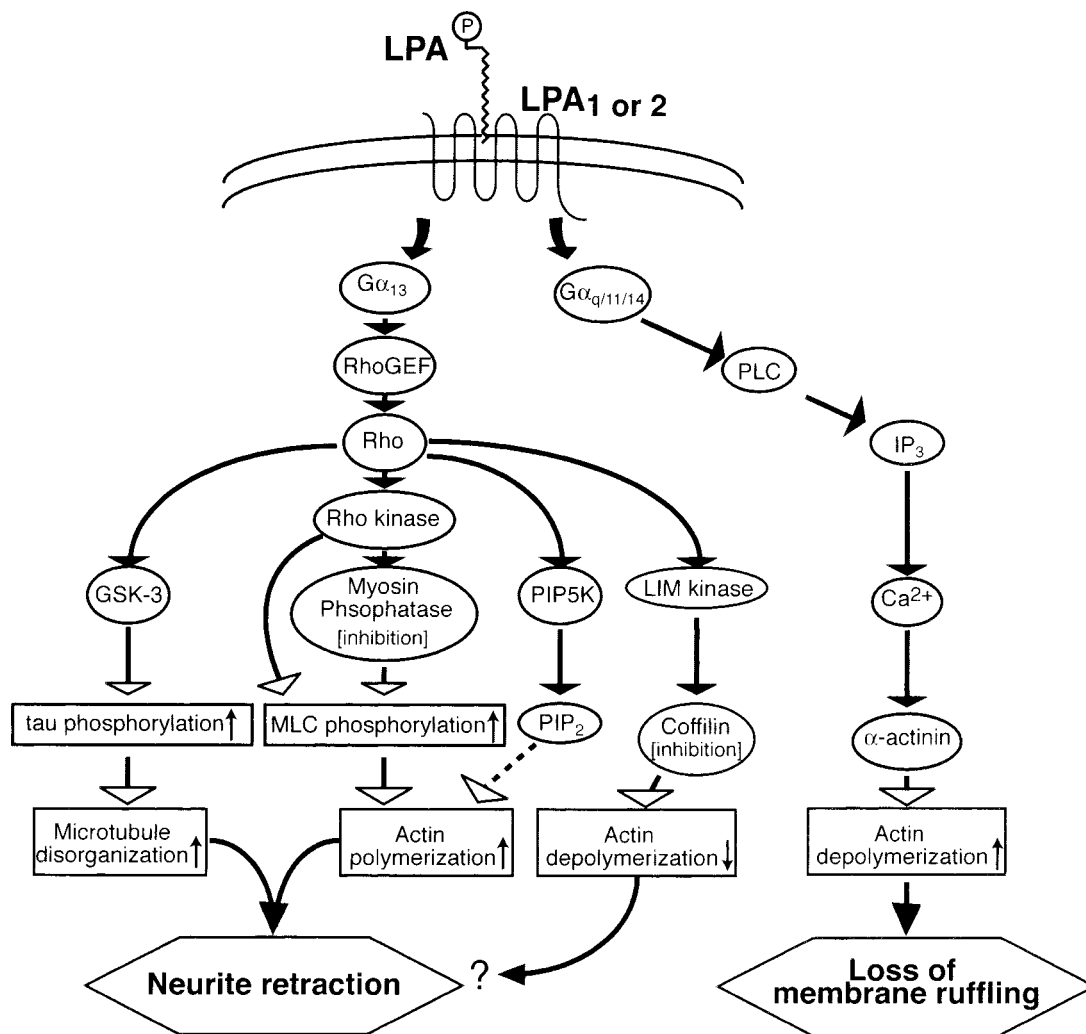 P
LPA
LPA1 or 2
Gα13
Gαq/11/14
RhoGEF
PLC
Rho
IP3
Rho kinase
GSK-3
Myosin
Phsophatase
[inhibition]
PIP5K
LIM kinase
Ca2+
tau phosphorylation↑
MLC phosphorylation↑
PIP2
Coffilin
[inhibition]
α-actinin
Microtubule
disorganization↑
Actin
polymerization↑
Actin
depolymerization↓
Actin
depolymerization↑
Neurite retraction
?
Loss of
membrane ruffling